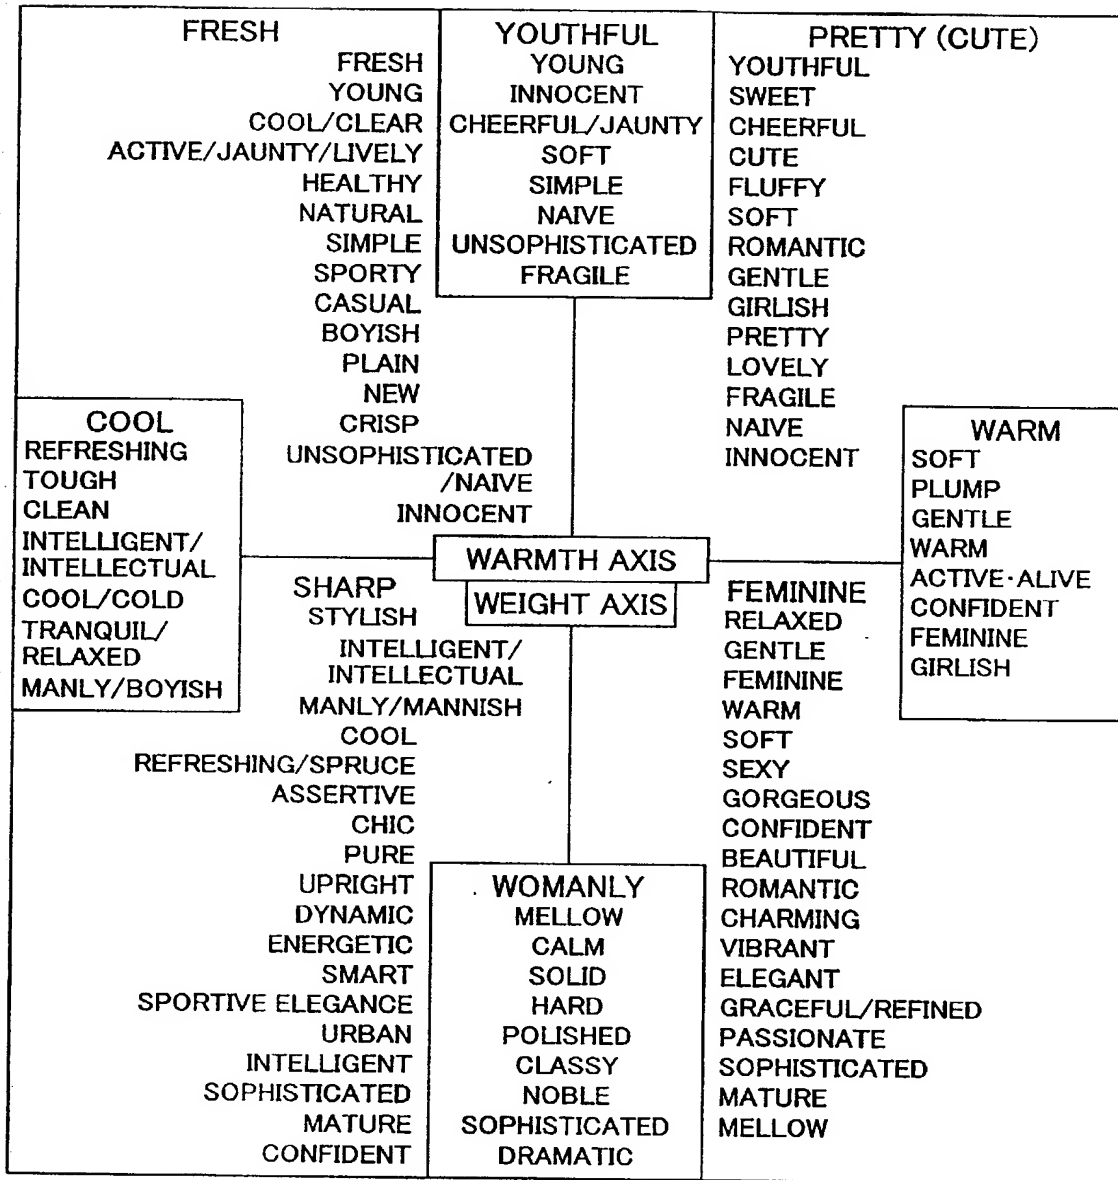 FRESH
FRESH
YOUNG
COOL/CLEAR
ACTIVE/JAUNTY/LIVELY
HEALTHY
NATURAL
SIMPLE
SPORTY
CASUAL
BOYISH
PLAIN
NEW
CRISP
UNSOPHISTICATED
/NAIVE
INNOCENT
YOUTHFUL
YOUNG
INNOCENT
CHEERFUL/JAUNTY
SOFT
SIMPLE
NAIVE
UNSOPHISTICATED
FRAGILE
PRETTY (CUTE)
YOUTHFUL
SWEET
CHEERFUL
CUTE
FLUFFY
SOFT
ROMANTIC
GENTLE
GIRLISH
PRETTY
LOVELY
FRAGILE
NAIVE
INNOCENT
COOL
REFRESHING
TOUGH
CLEAN
INTELLIGENT/
INTELLECTUAL
COOL/COLD
TRANQUIL/
RELAXED
MANLY/BOYISH
WARMTH AXIS
WEIGHT AXIS
WARM
SOFT
PLUMP
GENTLE
WARM
ACTIVE·ALIVE
CONFIDENT
FEMININE
GIRLISH
SHARP
STYLISH
INTELLIGENT/
INTELLECTUAL
MANLY/MANNISH
COOL
REFRESHING/SPRUCE
ASSERTIVE
CHIC
PURE
UPRIGHT
DYNAMIC
ENERGETIC
SMART
SPORTIVE ELEGANCE
URBAN
INTELLIGENT
SOPHISTICATED
MATURE
CONFIDENT
WOMANLY
MELLOW
CALM
SOLID
HARD
POLISHED
CLASSY
NOBLE
SOPHISTICATED
DRAMATIC
FEMININE
RELAXED
GENTLE
FEMININE
WARM
SOFT
SEXY
GORGEOUS
CONFIDENT
BEAUTIFUL
ROMANTIC
CHARMING
VIBRANT
ELEGANT
GRACEFUL/REFINED
PASSIONATE
SOPHISTICATED
MATURE
MELLOW